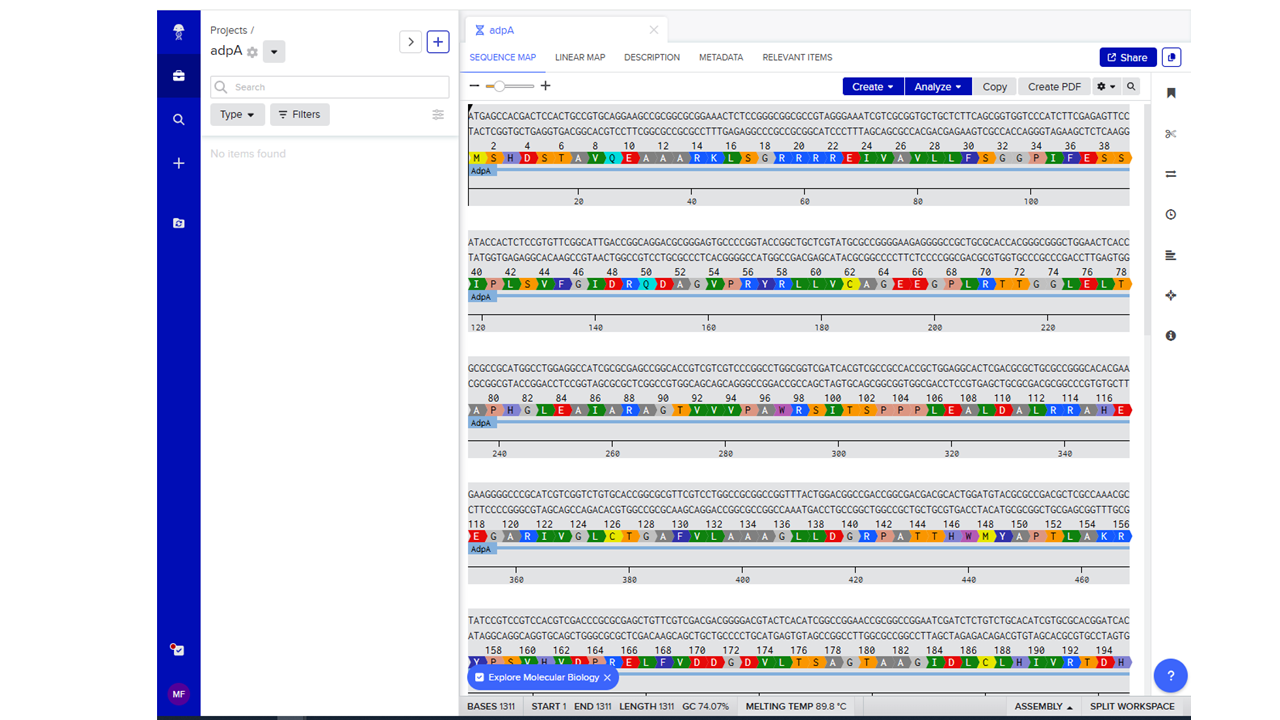 Projects /
adpA
Search
Type
Filters
No items found
adpA
SEQUENCE MAP LINEAR MAP DESCRIPTION METADATA RELEVANT ITEMS
Share
Create Analyze Copy Create PDF
ATGAGCCACGACTCCACTGCCGTGCAGGAAGCCGCGGCGCGGAAACTCTCCGGGCGGCGCCGTAGGGAAATCGTCGCGGTGCTGCTCTTCAGCGGTGGTCCCATCTTCGAGAGTTCC
TACTCGGTGCTGAGGTGACGGCACGTCCTTCGGCGCCGCGCCTTTGAGAGGCCCGCCGCGGCATCCCTTTAGCAGCGCCACGACGAGAAGTCGCCACCAGGGTAGAAGCTCTCAAGG
2 4 6 8 10 12 14 16 18 20 22 24 26 28 30 32 34 36 38
M S H D S T A V Q E A A A R K L S G R R R R E I V A V L L F S G G P I F E S S
AdpA
20 40 60 80 100
ATACCACTCTCCGTGTTCGGCATTGACCGGCAGGACGCGGGAGTGCCCCGGTACCGGCTGCTCGTATGCGCCGGGGAAGAGGGGCCGCTGCGCACCACGGGCGGGCTGGAACTCACC
TATGGTGAGAGGCACAAGCCGTAACTGGCCGTCCTGCGCCCTCACGGGGCCATGGCCGACGAGCATACGCGGCCCCTTCTCCCCGGCGACGCGTGGTGCCCGCCCGACCTTGAGTGG
40 42 44 46 48 50 52 54 56 58 60 62 64 66 68 70 72 74 76 78
I P L S V F G I D R Q D A G V P R Y R L L V C A G E E G P L R T T G G L E L T
AdpA
120 140 160 180 200 220
GCGCCGCATGGCCTGGAGGCCATCGCGCGAGCCGGCACCGTCGTCGTCCCGGCCTGGCGGTCGATCACGTCGCCGCCACCGCTGGAGGCACTCGACGCGCTGCGCCGGGCACACGAA
CGCGGCGTACCGGACCTCCGGTAGCGCGCTCGGCCGTGGCAGCAGCAGGGCCGGACCGCCAGCTAGTGCAGCGGCGGTGGCGACCTCCGTGAGCTGCGCGACGCGGCCCGTGTGCTT
80 82 84 86 88 90 92 94 96 98 100 102 104 106 108 110 112 114 116
A P H G L E A I A R A G T V V V P A W R S I T S P P P L E A L D A L R R A H E
AdpA
240 260 280 300 320 340
GAAGGGGCCCGCATCGTCGGTCTGTGCACCGGCGCGTTCGTCCTGGCCGCGGCCGGTTTACTGGACGGCCGACCGGCGACGACGCACTGGATGTACGCGCCGACGCTCGCCAAACGC
CTTCCCCGGGCGTAGCAGCCAGACACGTGGCCGCGCAAGCAGGACCGGCGCCGGCCAAATGACCTGCCGGCTGGCCGCTGCTGCGTGACCTACATGCGCGGCTGCGAGCGGTTTGCG
118 120 122 124 126 128 130 132 134 136 138 140 142 144 146 148 150 152 154 156
E G A R I V G L C T G A F V L A A A G L L D G R P A T T H W M Y A P T L A K R
AdpA
360 380 400 420 440 460
TATCCGTCCGTCCACGTCGACCCGCGCGAGCTGTTCGTCGACGACGGGGACGTACTCACATCGGCCGGAACCGCGGCCGGAATCGATCTCTGTCTGCACATCGTGCGCACGGATCAC
ATAGGCAGGCAGGTGCAGCTGGGCGCGCTCGACAAGCAGCTGCTGCCCCTGCATGAGTGTAGCCGGCCTTGGCGCCGGCCTTAGCTAGAGACAGACGTGTAGCACGCGTGCCTAGTG
158 160 162 164 166 168 170 172 174 176 178 180 182 184 186 188 190 192 194
Y P S V H V D P R E L F V D D G D V L T S A G T A A G I D L C L H I V R T D H
Explore Molecular Biology
MF
?
BASES 1311 START 1 END 1311 LENGTH 1311 GC 74.07% MELTING TEMP 89.8 °C ASSEMBLY SPLIT WORKSPACE